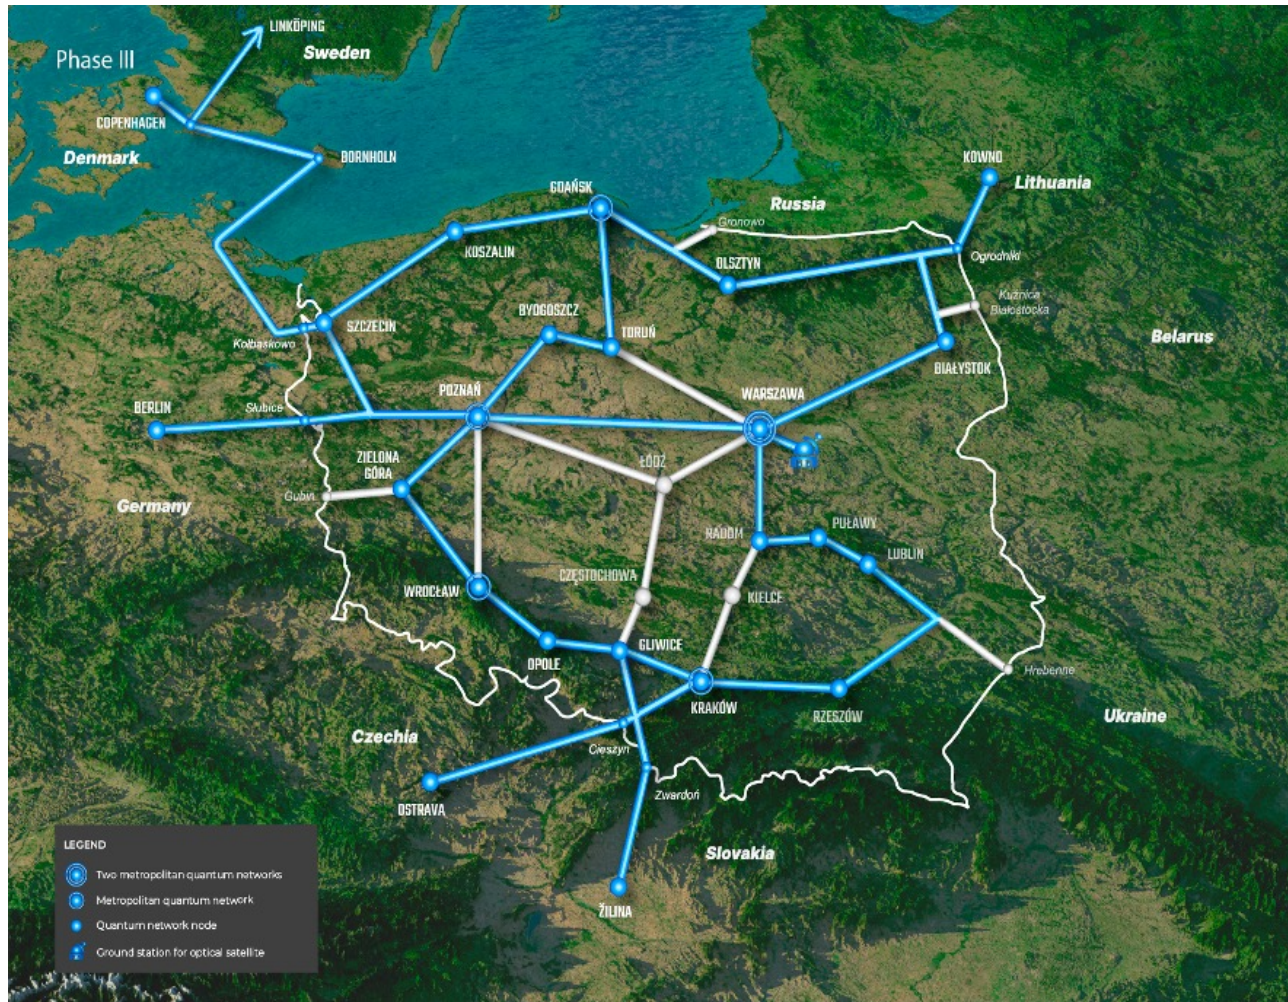 LINKÖPING
Sweden
Phase III
COPENHAGEN
Denmark
BORNHOLN
KOWNO
Lithuania
GDAŃSK
Russia
Gronowo
KOSZALIN
OLSZTYN
Ogrodniki
Kuźnica
Białostocka
BYDGOSZCZ
SZCZECIN
TORUŃ
Kołbaskowo
Belarus
BIAŁYSTOK
POZNAŃ
WARSZAWA
BERLIN
Słubice
ZIELONA
GÓRA
ŁÓDŹ
Gubin
Germany
PUŁAWY
RADOM
LUBLIN
CZĘSTOCHOWA
WROCŁAW
KIELCE
GLIWICE
OPOLE
Hrebenne
KRAKÓW
RZESZÓW
Ukraine
Czechia
Cieszyn
Zwardoń
OSTRAVA
Slovakia
ŽILINA
LEGEND
Two metropolitan quantum networks
Metropolitan quantum network
Quantum network node
Ground station for optical satellite